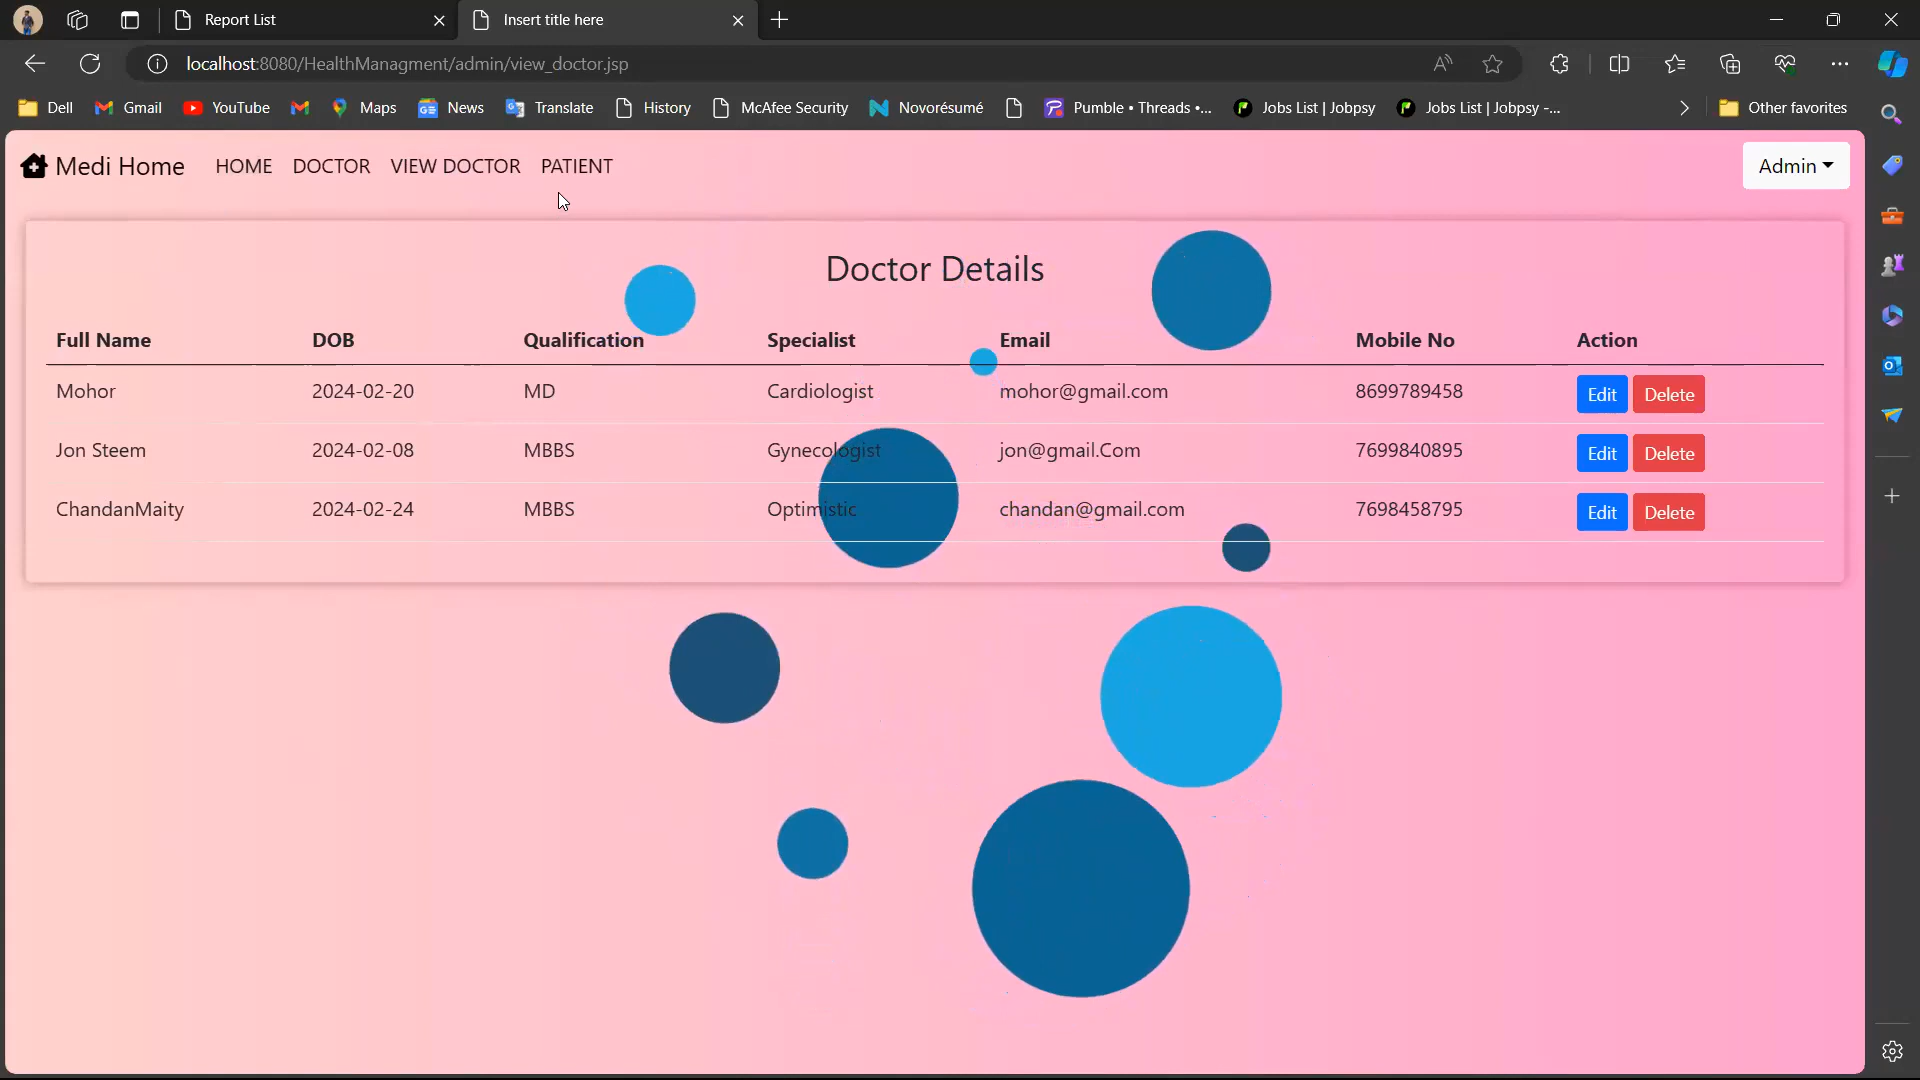 Report List
Insert title here
localhost:8080/HealthManagment/admin/view_doctor.jsp
Dell Gmail YouTube Maps News Translate History McAfee Security Novorésumé Pumble • Threads •... Jobs List | Jobpsy Jobs List | Jobpsy -... Other favorites
Medi Home HOME DOCTOR VIEW DOCTOR PATIENT Admin
Doctor Details
Full Name DOB Qualification Specialist Email Mobile No Action
Mohor 2024-02-20 MD Cardiologist mohor@gmail.com 8699789458 Edit Delete
Jon Steem 2024-02-08 MBBS Gynecologist jon@gmail.Com 7699840895 Edit Delete
ChandanMaity 2024-02-24 MBBS Optimistic chandan@gmail.com 7698458795 Edit Delete